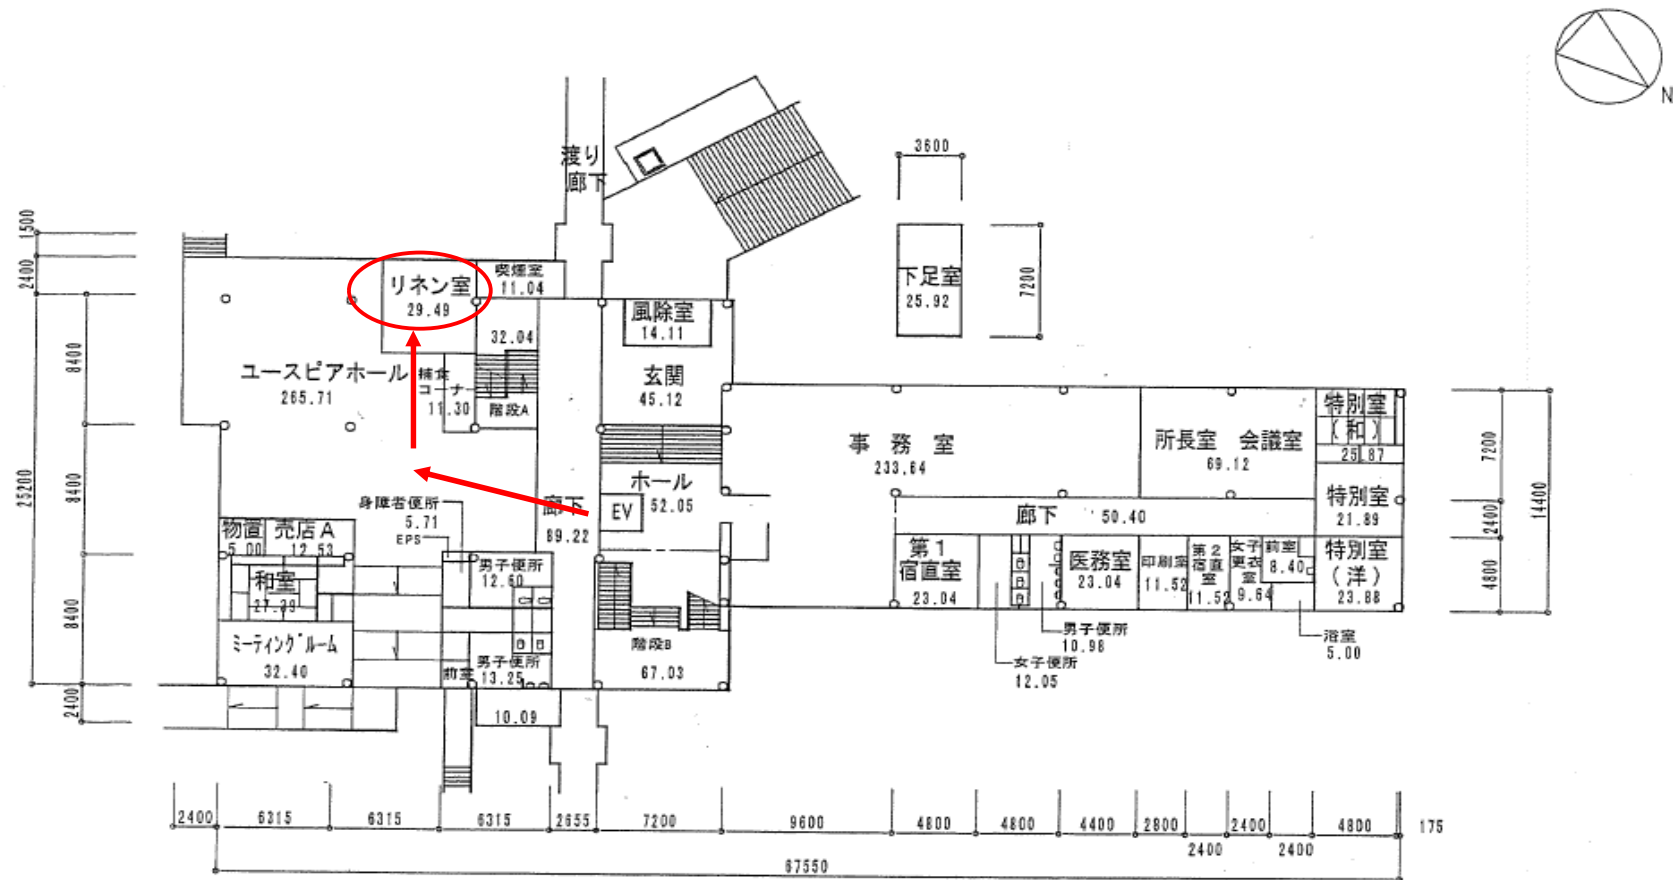 N
渡り
廊下
3600
1500
2400
8400
8400
8400
25200
2400
リネン室
29.49
喫煙室
11.04
32.04
風除室
14.11
下足室
25.92
7200
ユースピアホール
265.71
補食
コーナー
11.30
階段A
玄関
45.12
事務室
233.64
所長室 会議室
69.12
特別室
(和)
25.87
7200
2400
4800
14400
身障者便所
5.71
EPS
廊下
89.22
ホール
52.05
EV
廊下 50.40
特別室
21.89
物置
5.00
売店A
12.53
和室
27.39
男子便所
12.60
第1
宿直室
23.04
医務室
23.04
印刷室
11.52
第2
宿直
室
11.52
女子
更衣
室
9.64
前室
8.40
特別室
(洋)
23.88
ミーティングルーム
32.40
前室
男子便所
13.25
階段B
67.03
男子便所
10.98
女子便所
12.05
浴室
5.00
10.09
2400
6315
6315
6315
2655
7200
9600
4800
4800
4400
2800
2400
2400
2400
4800
175
67550